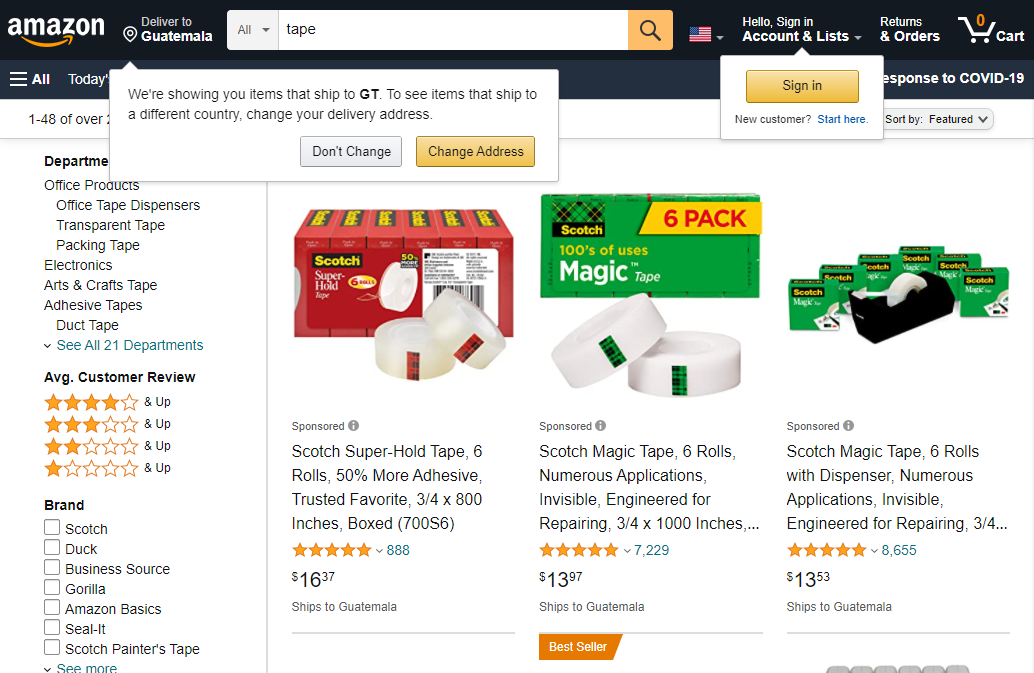 amazon
Deliver to
Guatemala
All
tape
Hello, Sign in
Account & Lists
Returns
& Orders
0
Cart
All
Today's
esponse to COVID-19
We're showing you items that ship to GT. To see items that ship to
a different country, change your delivery address.
Don't Change
Change Address
Sign in
New customer? Start here.
1-48 of over
Sort by: Featured
Departme
Office Products
Office Tape Dispensers
Transparent Tape
Packing Tape
Electronics
Arts & Crafts Tape
Adhesive Tapes
Duct Tape
See All 21 Departments
Avg. Customer Review
& Up
& Up
& Up
& Up
Brand
Scotch
Duck
Business Source
Gorilla
Amazon Basics
Seal-It
Scotch Painter's Tape
See more
Scotch
Super-
Hold
Tape
6 ROLLS
50%
MORE
Scotch
6 PACK
100's of uses
Magic™ Tape
Scotch
Magic
Scotch
Scotch
Scotch
Scotch
Scotch
Magic
Sponsored
Scotch Super-Hold Tape, 6
Rolls, 50% More Adhesive,
Trusted Favorite, 3/4 x 800
Inches, Boxed (700S6)
888
$16.37
Ships to Guatemala
Sponsored
Scotch Magic Tape, 6 Rolls,
Numerous Applications,
Invisible, Engineered for
Repairing, 3/4 x 1000 Inches,...
7,229
$13.97
Ships to Guatemala
Sponsored
Scotch Magic Tape, 6 Rolls
with Dispenser, Numerous
Applications, Invisible,
Engineered for Repairing, 3/4...
8,655
$13.53
Ships to Guatemala
Best Seller